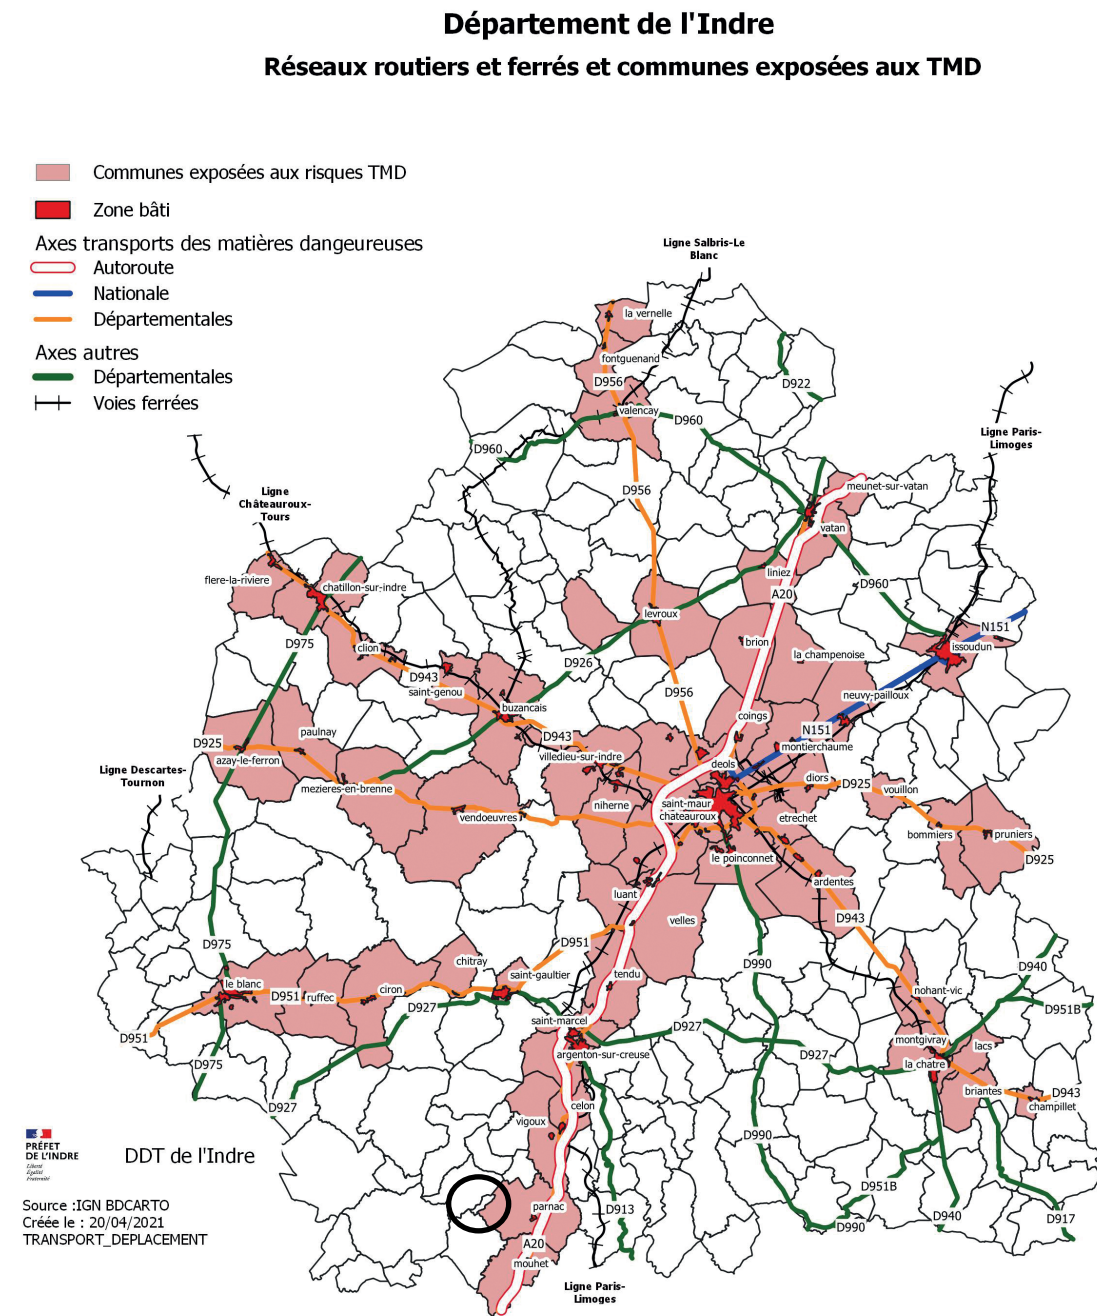 Département de l'Indre
Réseaux routiers et ferrés et communes exposées aux TMD
Communes exposées aux risques TMD
Zone bâti
Axes transports des matières dangeureuses
Autoroute
Nationale
Départementales
Axes autres
Départementales
Voies ferrées
Ligne Salbris-Le
Blanc
la vernelle
fontguenand
D956
D922
valencay
D960
D960
Ligne Paris-
Limoges
D956
meunet-sur-vatan
Ligne
Châteauroux-
Tours
vatan
flere-la-riviere
chatillon-sur-indre
liniez
D960
A20
levroux
D975
clion
brion
N151
issoudun
la champenoise
D926
D943
saint-genou
D956
neuvy-pailloux
buzancais
coings
paulnay
N151
D925
D943
montierchaume
azay-le-ferron
villedieu-sur-indre
deols
Ligne Descartes-
Tournon
mezieres-en-brenne
diors
D925
vouillon
niherne
saint-maur
vendoeuvres
chateauroux
etrechet
bommiers
pruniers
le poinconnet
D925
ardentes
luant
velles
D943
D975
D951
chitray
D990
D940
saint-gaultier
tendu
le blanc
ciron
nohant-vic
D951
ruffec
D927
D951B
saint-marcel
D927
D951
montgivray
lacs
argenton-sur-creuse
D927
D975
la chatre
briantes
D943
D927
celon
champillet
vigoux
D990
D951B
parnac
D913
D990
D940
D917
A20
mouhet
Ligne Paris-
Limoges
PRÉFET
DE L'INDRE
Liberté
Égalité
Fraternité
DDT de l'Indre
Source :IGN BDCARTO
Créée le : 20/04/2021
TRANSPORT_DEPLACEMENT